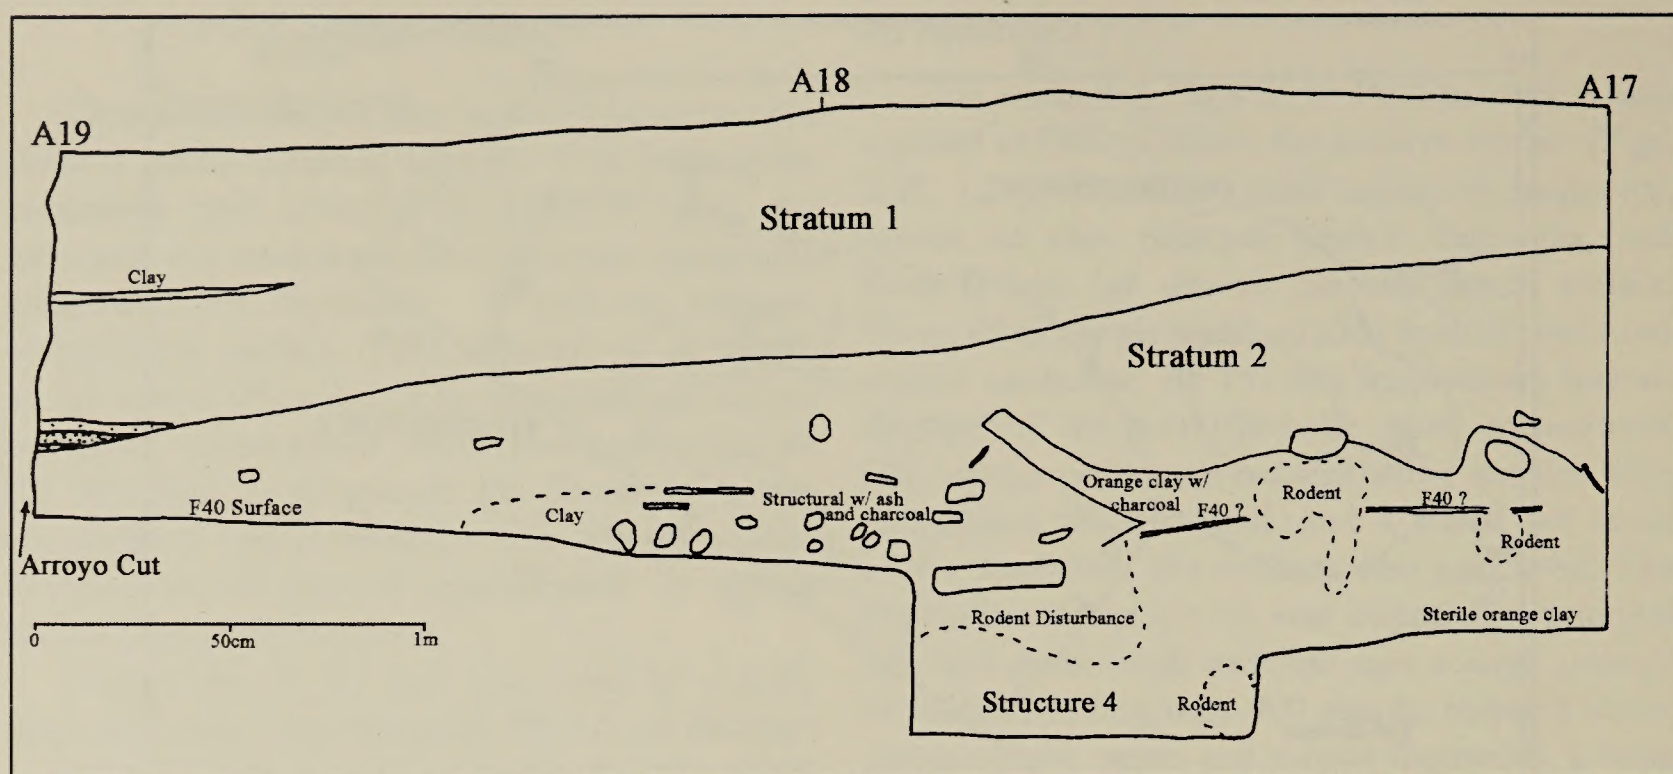 A18
A17
A19
Stratum 1
Clay
Stratum 2
Orange clay w/
charcoal
Rodent
Structural w/ ash
and charcoal
F40 Surface
Clay
F40 ?
F40 ?
Rodent
Arroyo Cut
Rodent Disturbance
Sterile orange clay
0
50cm
1m
Structure 4
Rodent